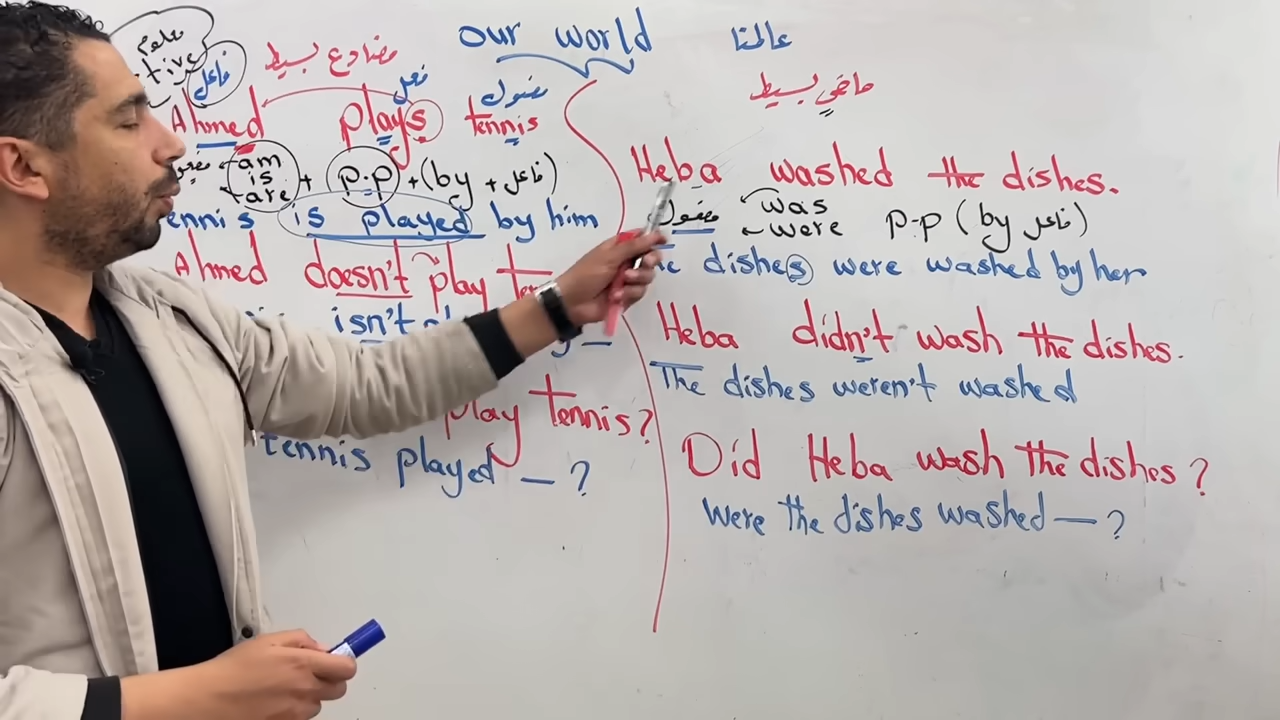 our world عالمنا
معلوم
فاعل
مضارع بسيط
فعل
مفعول
Ahmed plays tennis
am
is
are
+ p.p + (by + فاعل)
is played by him
Ahmed doesn't play
isn't
play tennis?
tennis played _ ?
ماضي بسيط
Heba washed the dishes.
مفعول was
were
p.p (by فاعل)
dishes were washed by her
Heba didn't wash the dishes.
The dishes weren't washed
Did Heba wash the dishes?
Were the dishes washed — ?